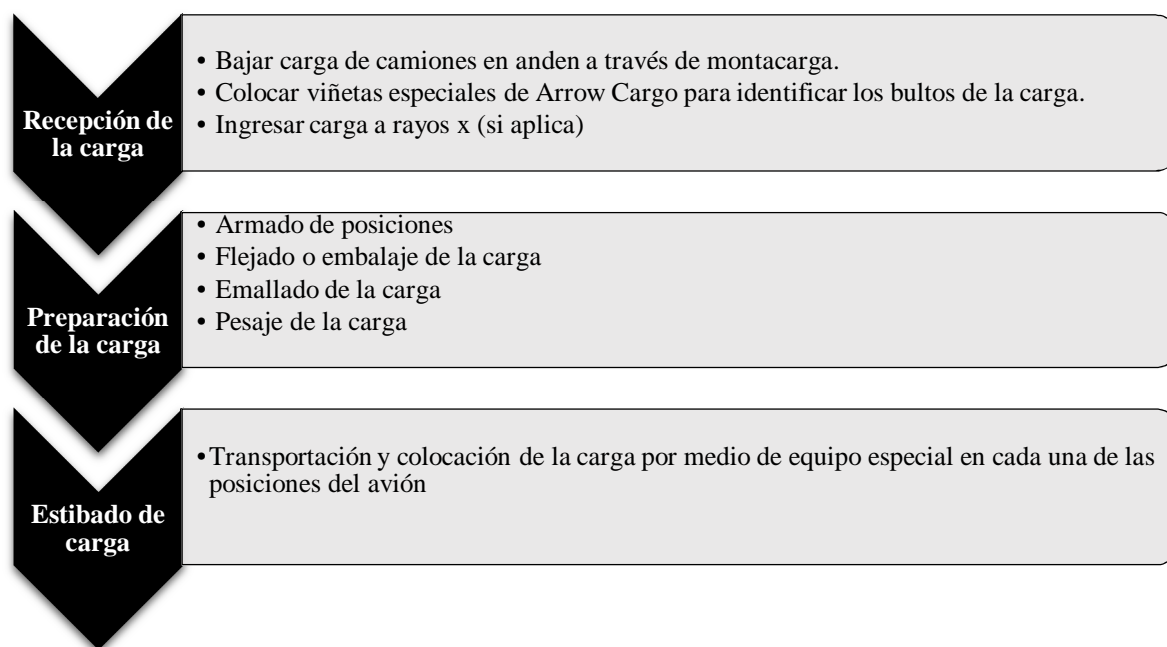 Recepción de
la carga
• Bajar carga de camiones en anden a través de montacarga.
• Colocar viñetas especiales de Arrow Cargo para identificar los bultos de la carga.
• Ingresar carga a rayos x (si aplica)
Preparación
de la carga
• Armado de posiciones
• Flejado o embalaje de la carga
• Emallado de la carga
• Pesaje de la carga
Estibado de
carga
• Transportación y colocación de la carga por medio de equipo especial en cada una de las
posiciones del avión